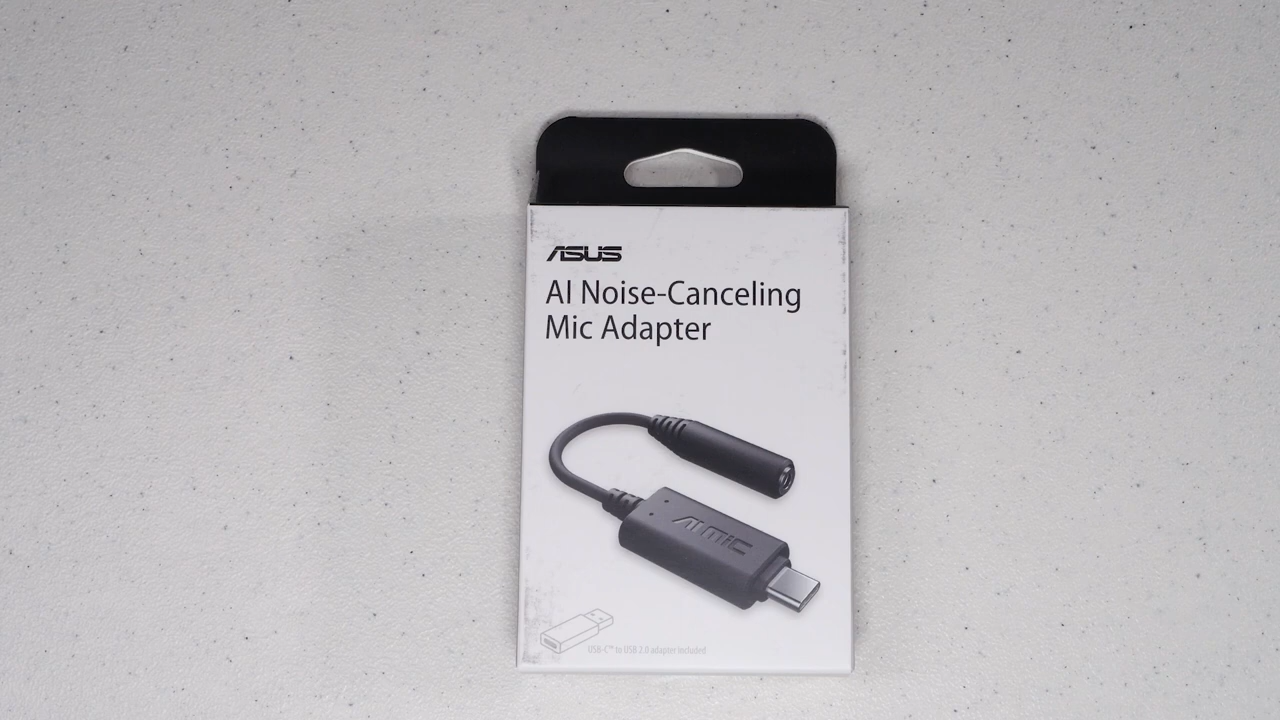 ASUS
AI Noise-Canceling
Mic Adapter
AI MIC
USB-C™ to USB 2.0 adapter included